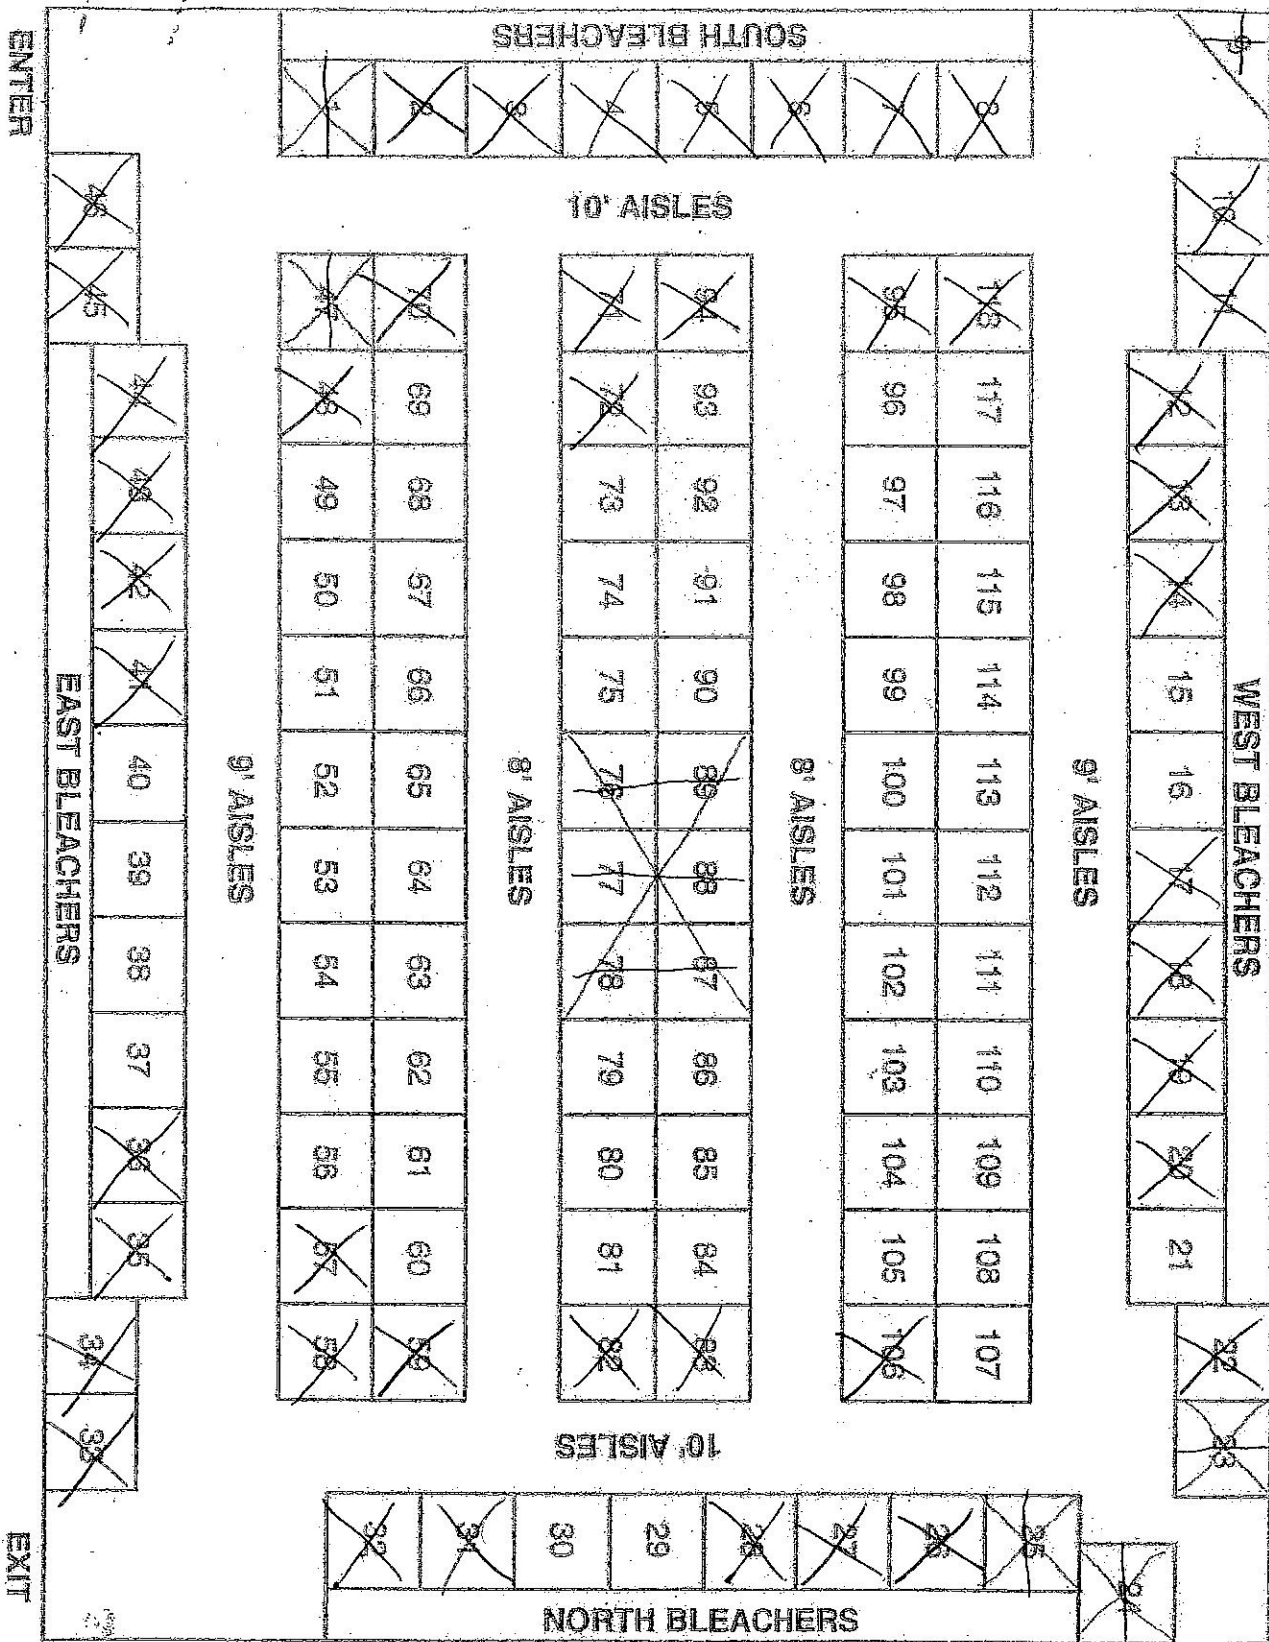 ENTER
SOUTH BLEACHERS
9
1 2 3 4 5 6 7 8
10' AISLES
46 10
45 47 70 71 94 95 118 11
44 48 69 72 93 96 117 12
43 49 68 73 92 97 116 13
42 50 67 74 91 98 115 14
41 51 66 75 90 99 114 15
40 52 65 76 89 100 113 16
39 53 64 77 88 101 112 17
38 54 63 78 87 102 111 18
37 55 62 79 86 103 110 19
36 56 61 80 85 104 109 20
35 57 60 81 84 105 108 21
34 58 59 82 83 106 107 22
33 23
EAST BLEACHERS
9' AISLES
8' AISLES
8' AISLES
9' AISLES
WEST BLEACHERS
10' AISLES
32 31 30 29 28 27 26 25 24
NORTH BLEACHERS
EXIT